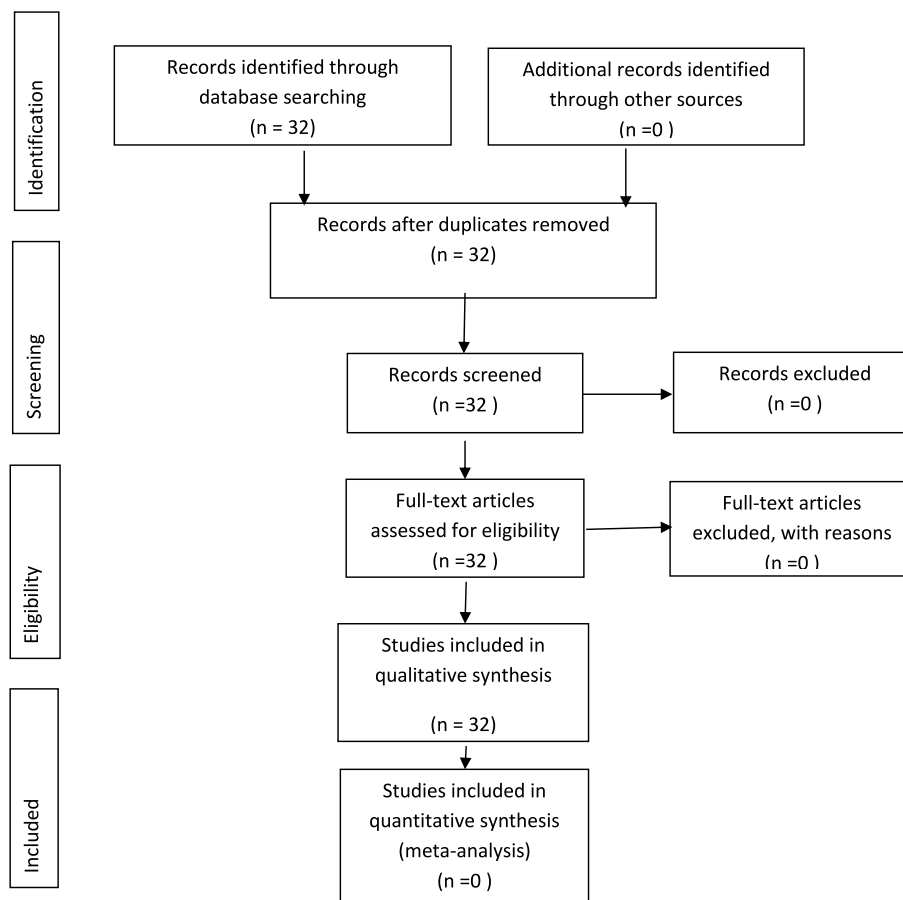 Identification
Records identified through
database searching
(n = 32)
Additional records identified
through other sources
(n =0 )
Records after duplicates removed
(n = 32)
Screening
Records screened
(n =32 )
Records excluded
(n =0 )
Eligibility
Full-text articles
assessed for eligibility
(n =32 )
Full-text articles
excluded, with reasons
(n =0 )
Studies included in
qualitative synthesis
(n = 32)
Included
Studies included in
quantitative synthesis
(meta-analysis)
(n =0 )